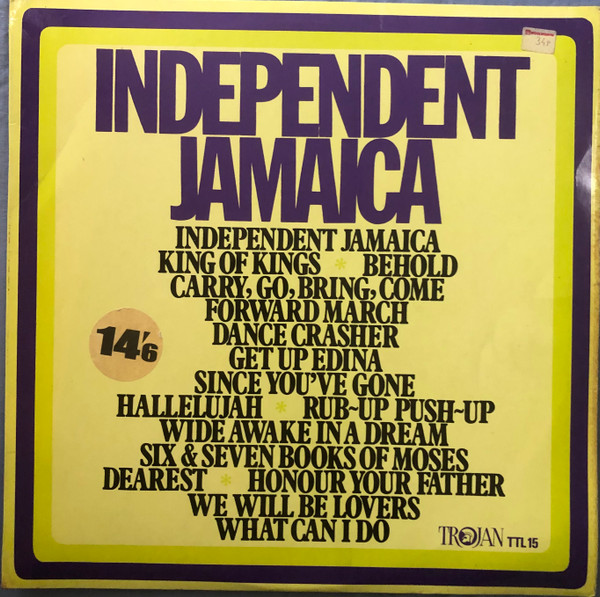 INDEPENDENT
JAMAICA
INDEPENDENT JAMAICA
KING OF KINGS * BEHOLD
CARRY, GO, BRING, COME
FORWARD MARCH
DANCE CRASHER
GET UP EDINA
SINCE YOU'VE GONE
HALLELUJAH * RUB~UP PUSH~UP
WIDE AWAKE IN A DREAM
SIX & SEVEN BOOKS OF MOSES
DEAREST * HONOUR YOUR FATHER
WE WILL BE LOVERS
WHAT CAN I DO
14'/6
TROJAN TTL 15